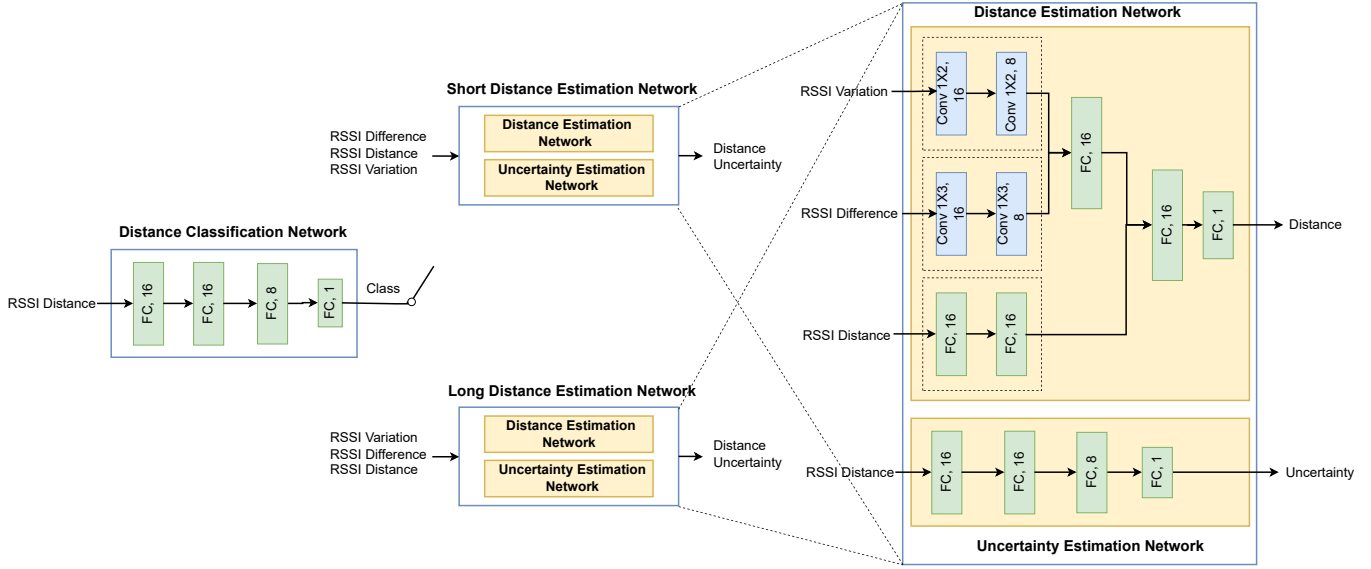 Distance Classification Network
RSSI Distance
FC, 16
FC, 16
FC, 8
FC, 1
Class
Short Distance Estimation Network
RSSI Difference
RSSI Distance
RSSI Variation
Distance Estimation
Network
Uncertainty Estimation
Network
Distance
Uncertainty
Long Distance Estimation Network
RSSI Variation
RSSI Difference
RSSI Distance
Distance Estimation
Network
Uncertainty Estimation
Network
Distance
Uncertainty
Distance Estimation Network
RSSI Variation
Conv 1X2,
16
Conv 1X2, 8
RSSI Difference
Conv 1X3,
16
Conv 1X3,
8
FC, 16
RSSI Distance
FC, 16
FC, 16
FC, 16
FC, 1
Distance
RSSI Distance
FC, 16
FC, 16
FC, 8
FC, 1
Uncertainty
Uncertainty Estimation Network